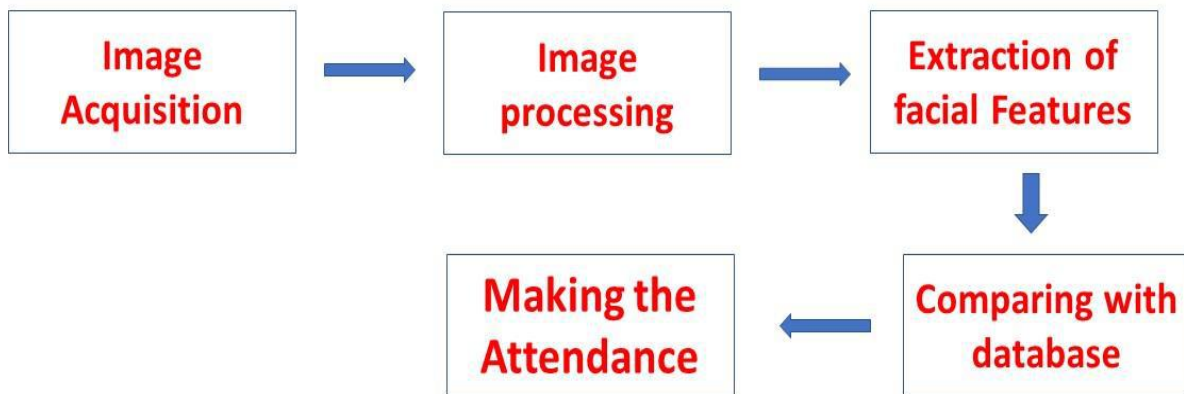 Image
Acquisition
Image
processing
Extraction of
facial Features
Comparing with
database
Making the
Attendance